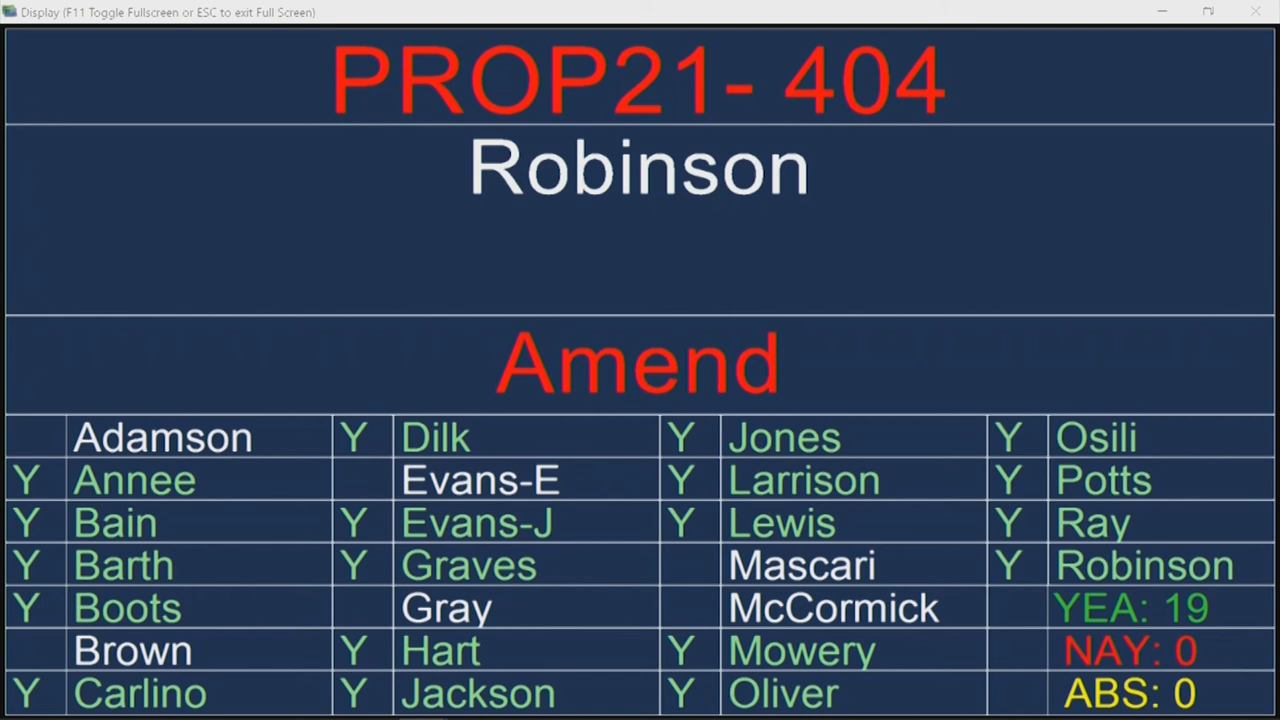 Display (F11 Toggle Fullscreen or ESC to exit Full Screen)
PROP21- 404
Robinson
Amend
Adamson Y Dilk Y Jones Y Osili
Y Annee Evans-E Y Larrison Y Potts
Y Bain Y Evans-J Y Lewis Y Ray
Y Barth Y Graves Mascari Y Robinson
Y Boots Gray McCormick YEA: 19
Brown Y Hart Y Mowery NAY: 0
Y Carlino Y Jackson Y Oliver ABS: 0